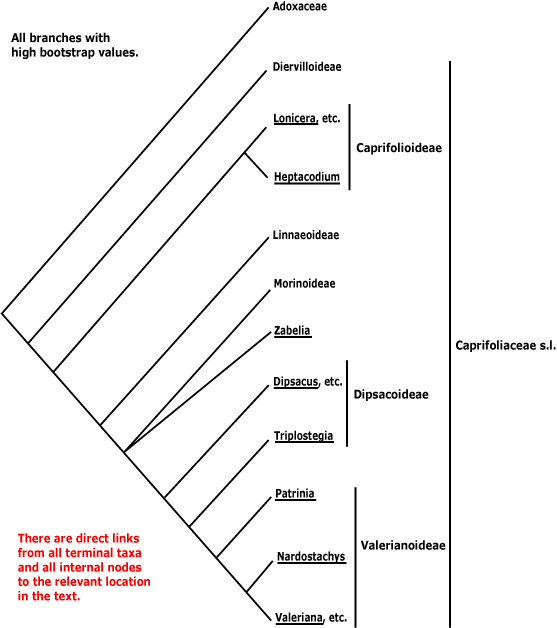 Adoxaceae
All branches with
high bootstrap values.
Diervilloideae
Lonicera, etc.
Caprifolioideae
Heptacodium
Linnaeoideae
Morinoideae
Zabelia
Caprifoliaceae s.l.
Dipsacus, etc.
Dipsacoideae
Triplostegia
Patrinia
There are direct links
from all terminal taxa
and all internal nodes
to the relevant location
in the text.
Valerianoideae
Nardostachys
Valeriana, etc.